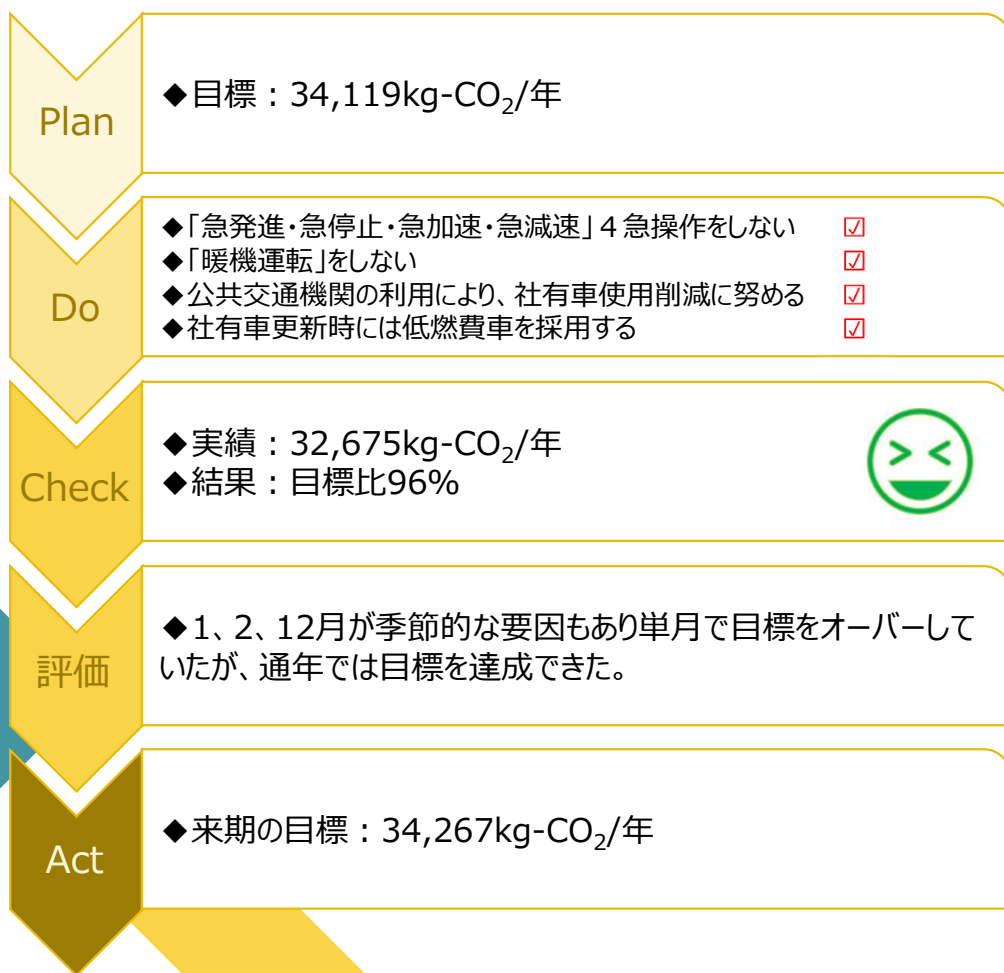 Plan
◆目標：34,119kg-CO₂/年
Do
◆「急発進・急停止・急加速・急減速」４急操作をしない ☑
◆「暖機運転」をしない ☑
◆公共交通機関の利用により、社有車使用削減に努める ☑
◆社有車更新時には低燃費車を採用する ☑
Check
◆実績：32,675kg-CO₂/年
◆結果：目標比96%
評価
◆1、2、12月が季節的な要因もあり単月で目標をオーバーして
いたが、通年では目標を達成できた。
Act
◆来期の目標：34,267kg-CO₂/年